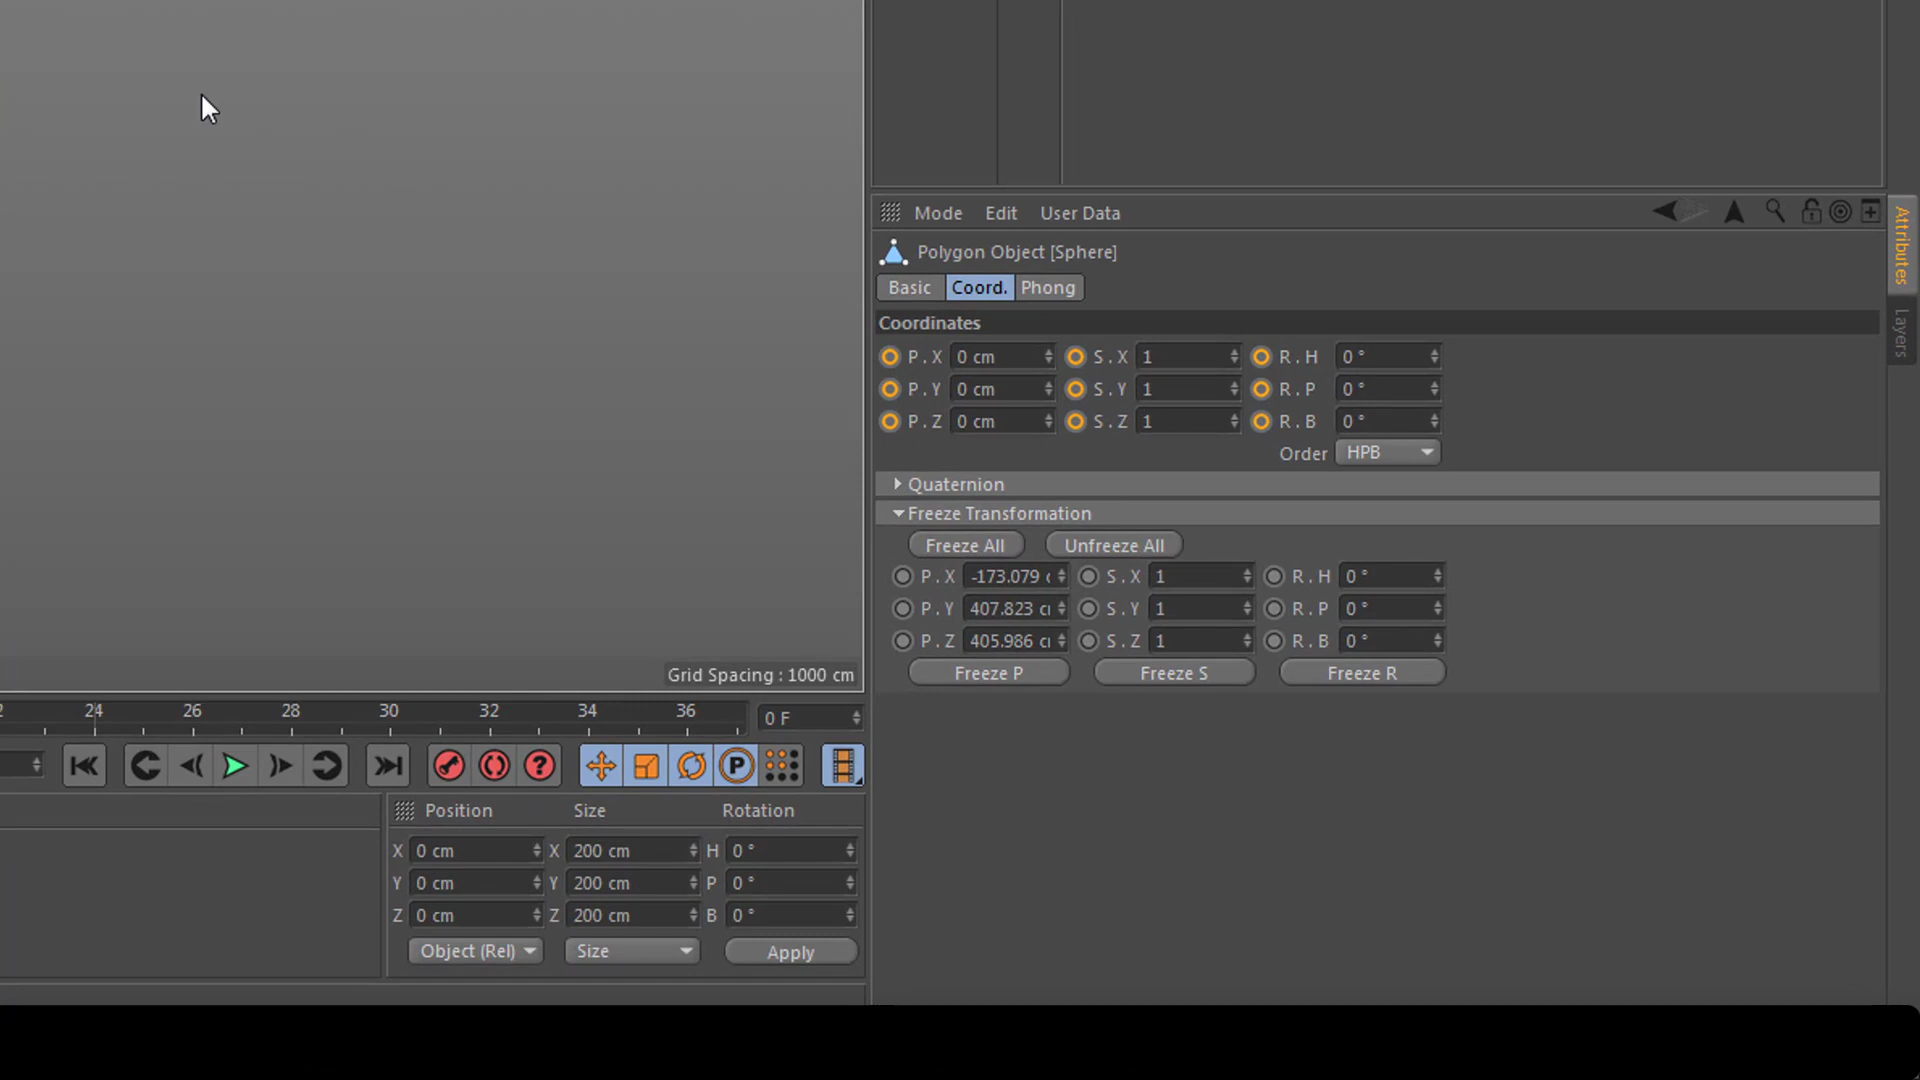 Mode Edit User Data
Polygon Object [Sphere]
Basic Coord. Phong
Coordinates
P . X 0 cm S . X 1 R . H 0 °
P . Y 0 cm S . Y 1 R . P 0 °
P . Z 0 cm S . Z 1 R . B 0 °
Order HPB
Quaternion
Freeze Transformation
Freeze All Unfreeze All
P . X -173.079 c S . X 1 R . H 0 °
P . Y 407.823 c S . Y 1 R . P 0 °
P . Z 405.986 c S . Z 1 R . B 0 °
Freeze P Freeze S Freeze R
Attributes
Layers
Grid Spacing : 1000 cm
2 24 26 28 30 32 34 36 0 F
Position Size Rotation
X 0 cm X 200 cm H 0 °
Y 0 cm Y 200 cm P 0 °
Z 0 cm Z 200 cm B 0 °
Object (Rel) Size Apply